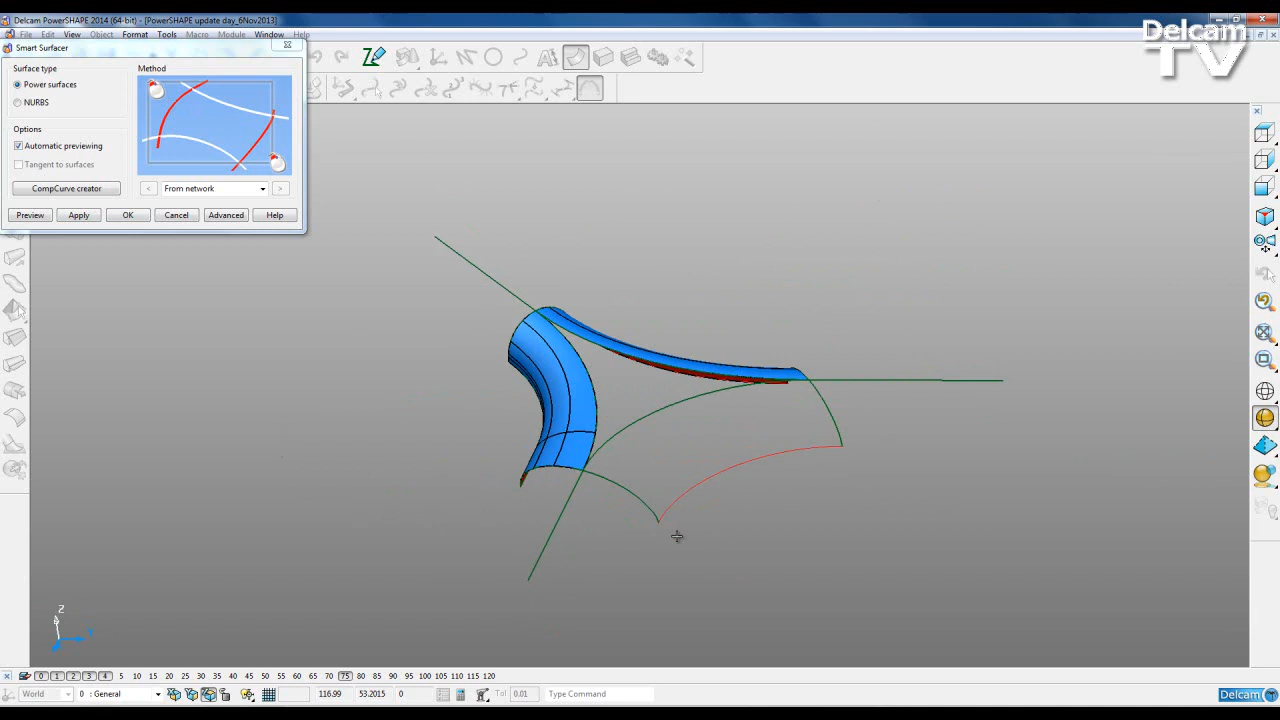 Delcam PowerSHAPE 2014 (64-bit) - [PowerSHAPE update day_6Nov2013]
File Edit View Object Format Tools Macro Module Window Help
Delcam
TV
Smart Surfacer
Surface type
Power surfaces
NURBS
Options
Automatic previewing
Tangent to surfaces
CompCurve creator
Method
< From network >
Preview Apply OK Cancel Advanced Help
Z
0 1 2 3 4 5 10 15 20 25 30 35 40 45 50 55 60 65 70 75 80 85 90 95 100 105 110 115 120
World 0 : General 116.99 53.2015 0 Tol 0.01 Type Command Delcam